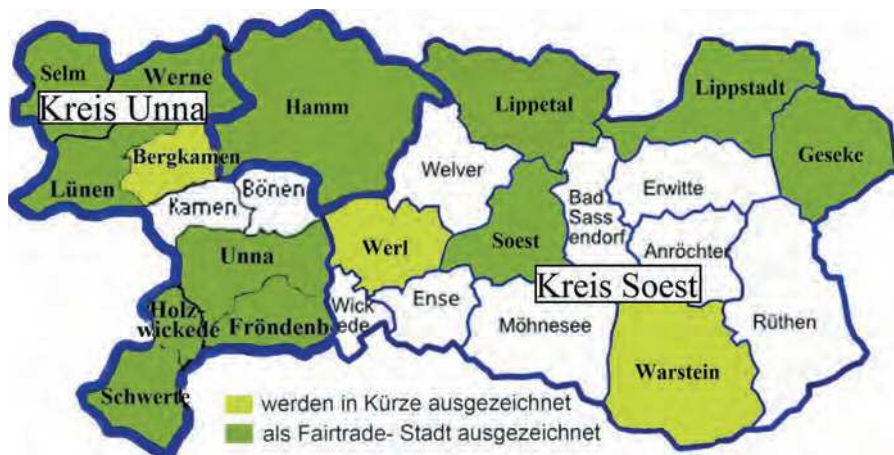 Selm
Werne
Kreis Unna
Hamm
Bergkamen
Lünen
Kamen
Bönen
Unna
Holz-
wickede
Fröndenb
Schwerte
Lippetal
Lippstadt
Geseke
Welver
Bad
Sass
endorf
Erwitte
Werl
Soest
Anröchter
Kreis Soest
Wick
ede
Ense
Möhnesee
Rüthen
Warstein
werden in Kürze ausgezeichnet
als Fairtrade- Stadt ausgezeichnet